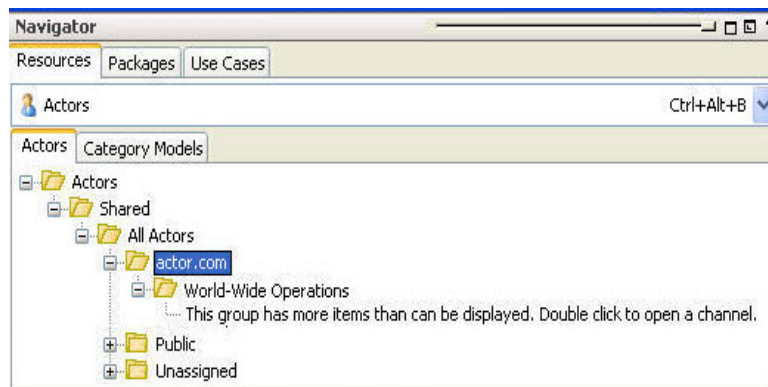 Navigator
Resources Packages Use Cases
Actors Ctrl+Alt+B
Actors Category Models
Actors
Shared
All Actors
actor.com
World-Wide Operations
This group has more items than can be displayed. Double click to open a channel.
Public
Unassigned